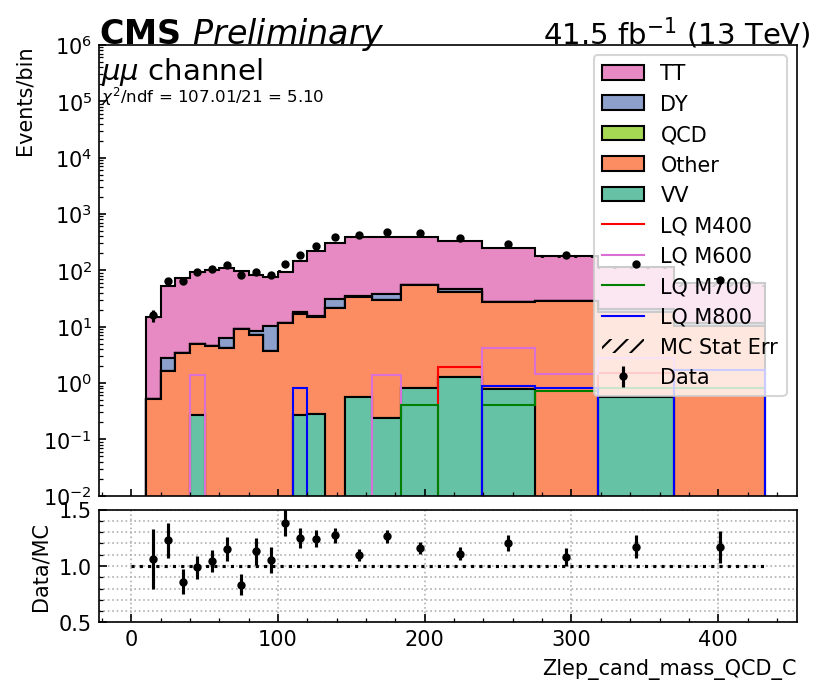 CMS Preliminary 41.5 fb⁻¹ (13 TeV)
μμ channel
χ²/ndf = 107.01/21 = 5.10
Events/bin
10⁶
10⁵
10⁴
10³
10²
10¹
10⁰
10⁻¹
10⁻²
TT
DY
QCD
Other
VV
LQ M400
LQ M600
LQ M700
LQ M800
MC Stat Err
Data
Data/MC
1.5
1.0
0.5
0 100 200 300 400
Zlep_cand_mass_QCD_C